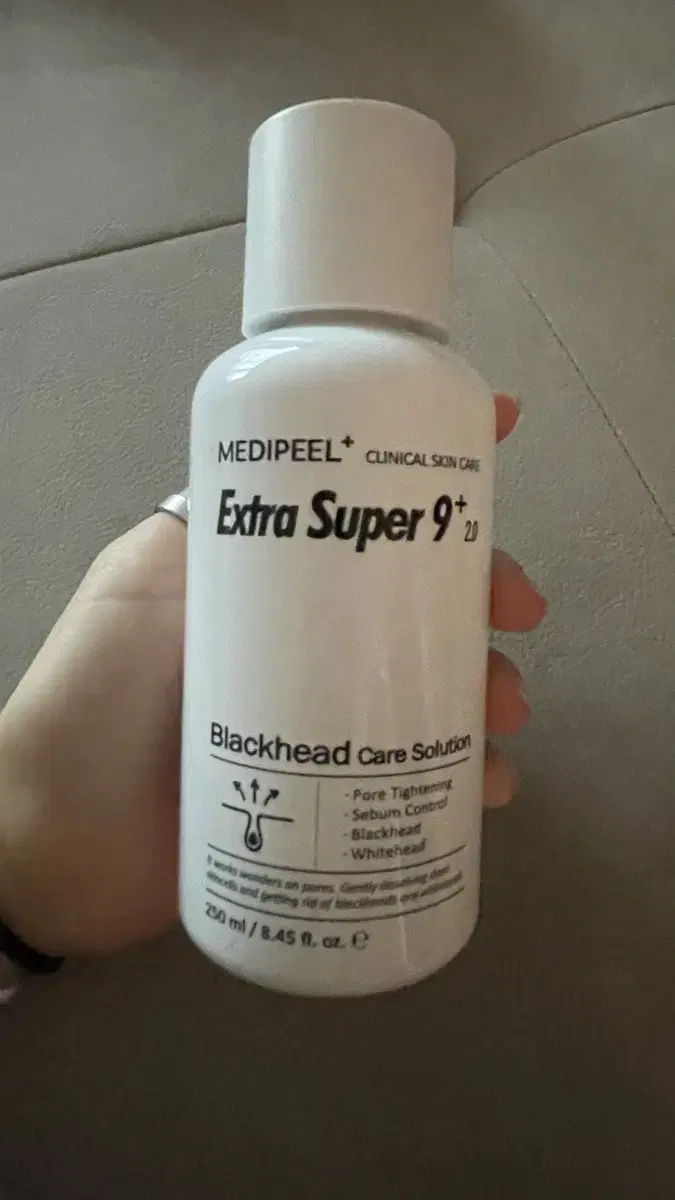 MEDIPEEL+ CLINICAL SKIN CARE
Extra Super 9+ 2.0
Blackhead Care Solution
· Pore Tightening
· Sebum Control
· Blackhead
· Whitehead
It works wonders on pores. Gently dissolving dead
skincells and getting rid of blackheads and whiteheads.
250 ml / 8.45 fl. oz. ℮